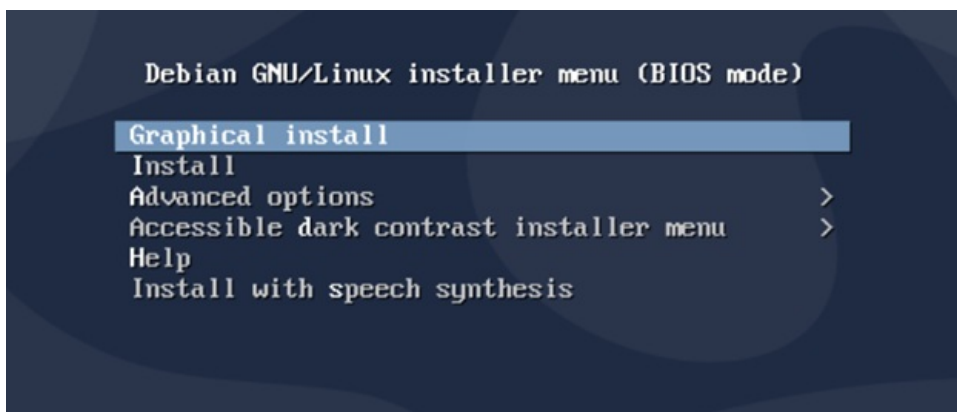 Debian GNU/Linux installer menu (BIOS mode)
Graphical install
Install
Advanced options >
Accessible dark contrast installer menu >
Help
Install with speech synthesis